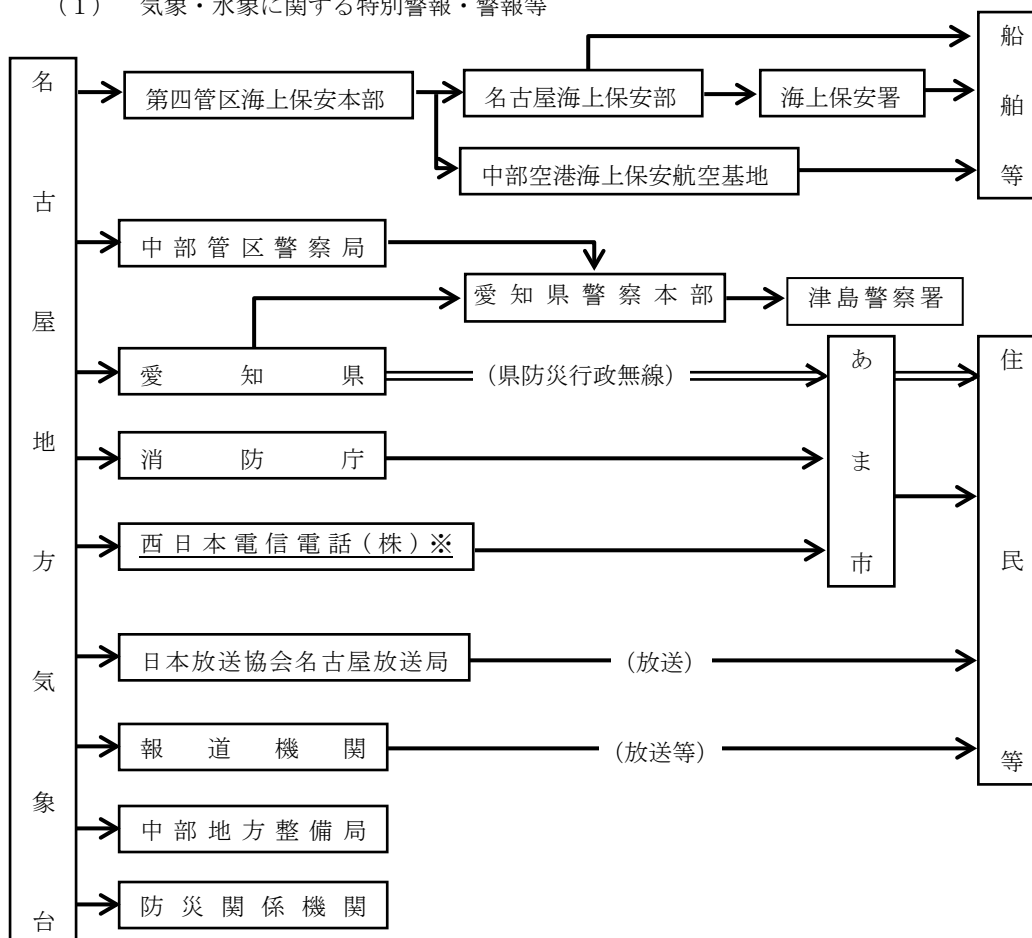 （１）　気象・水象に関する特別警報・警報等
名古屋地方気象台
第四管区海上保安本部
名古屋海上保安部
海上保安署
船舶等
中部空港海上保安航空基地
中部管区警察局
愛知県警察本部
津島警察署
愛知県
（県防災行政無線）
あま市
住民等
消防庁
西日本電信電話（株）※
日本放送協会名古屋放送局
（放送）
報道機関
（放送等）
中部地方整備局
防災関係機関